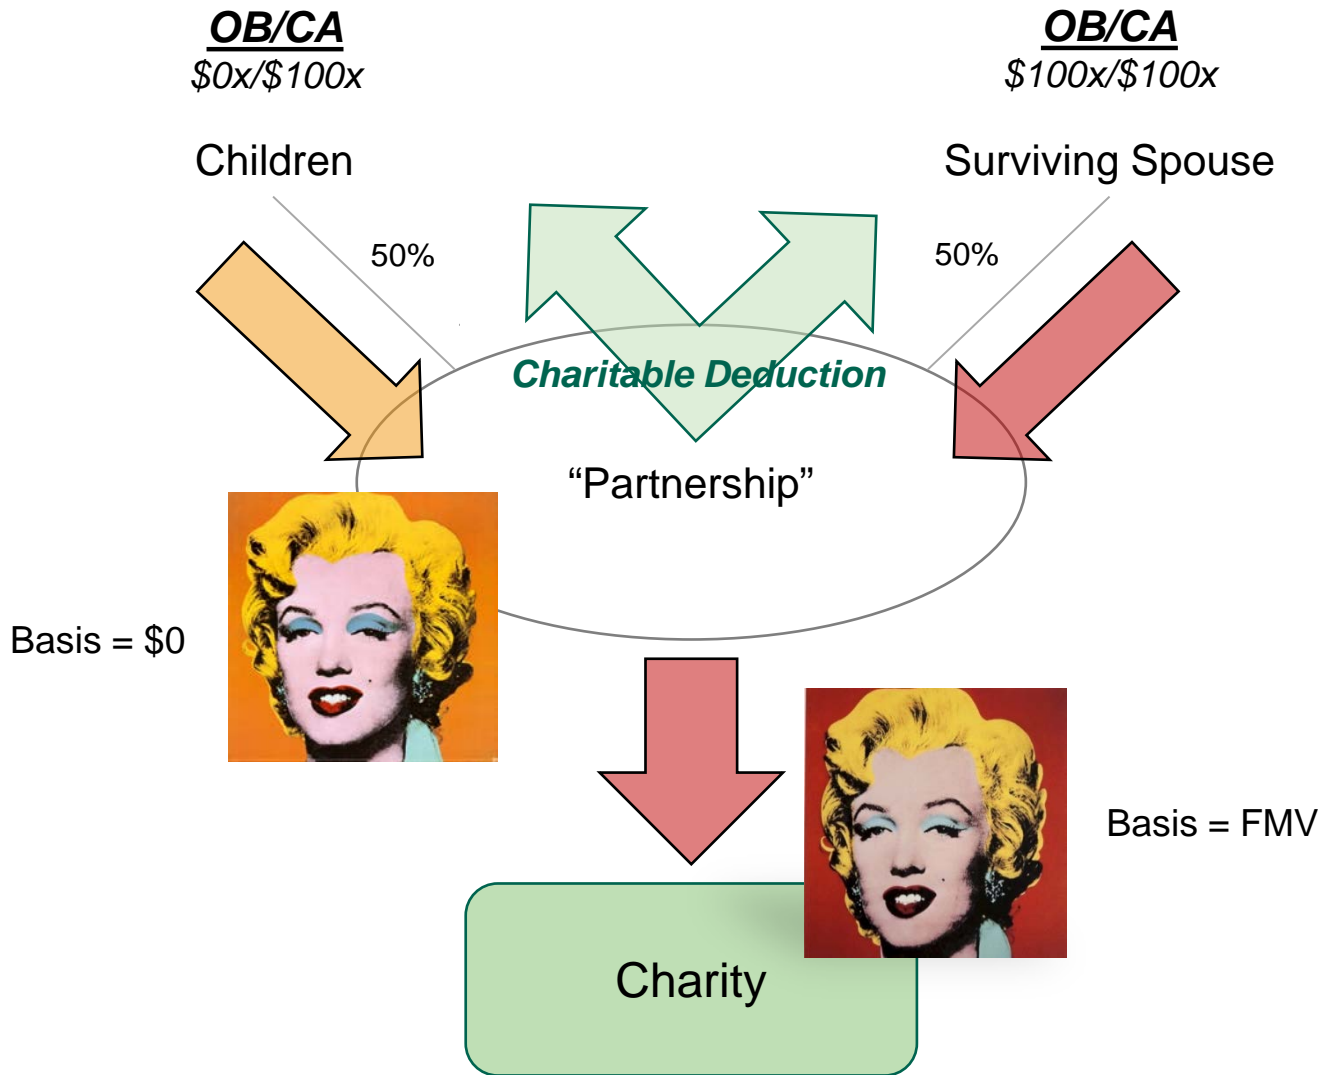 OB/CA
$0x/$100x
OB/CA
$100x/$100x
Children
Surviving Spouse
50%
50%
Charitable Deduction
“Partnership”
Basis = $0
Basis = FMV
Charity